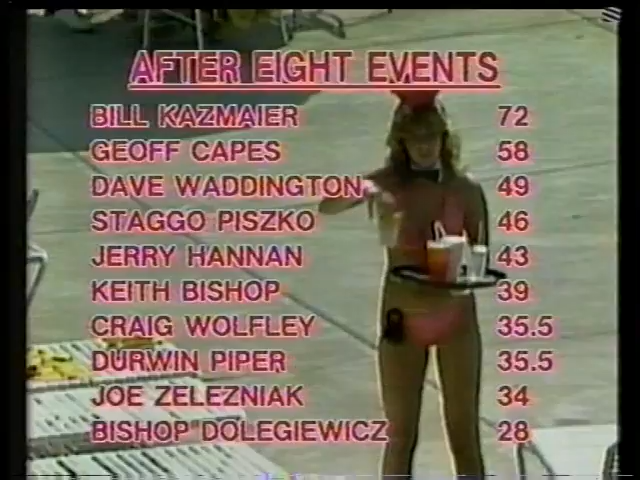 AFTER EIGHT EVENTS
BILL KAZMAIER 72
GEOFF CAPES 58
DAVE WADDINGTON 49
STAGGO PISZKO 46
JERRY HANNAN 43
KEITH BISHOP 39
CRAIG WOLFLEY 35.5
DURWIN PIPER 35.5
JOE ZELEZNIAK 34
BISHOP DOLEGIEWICZ 28